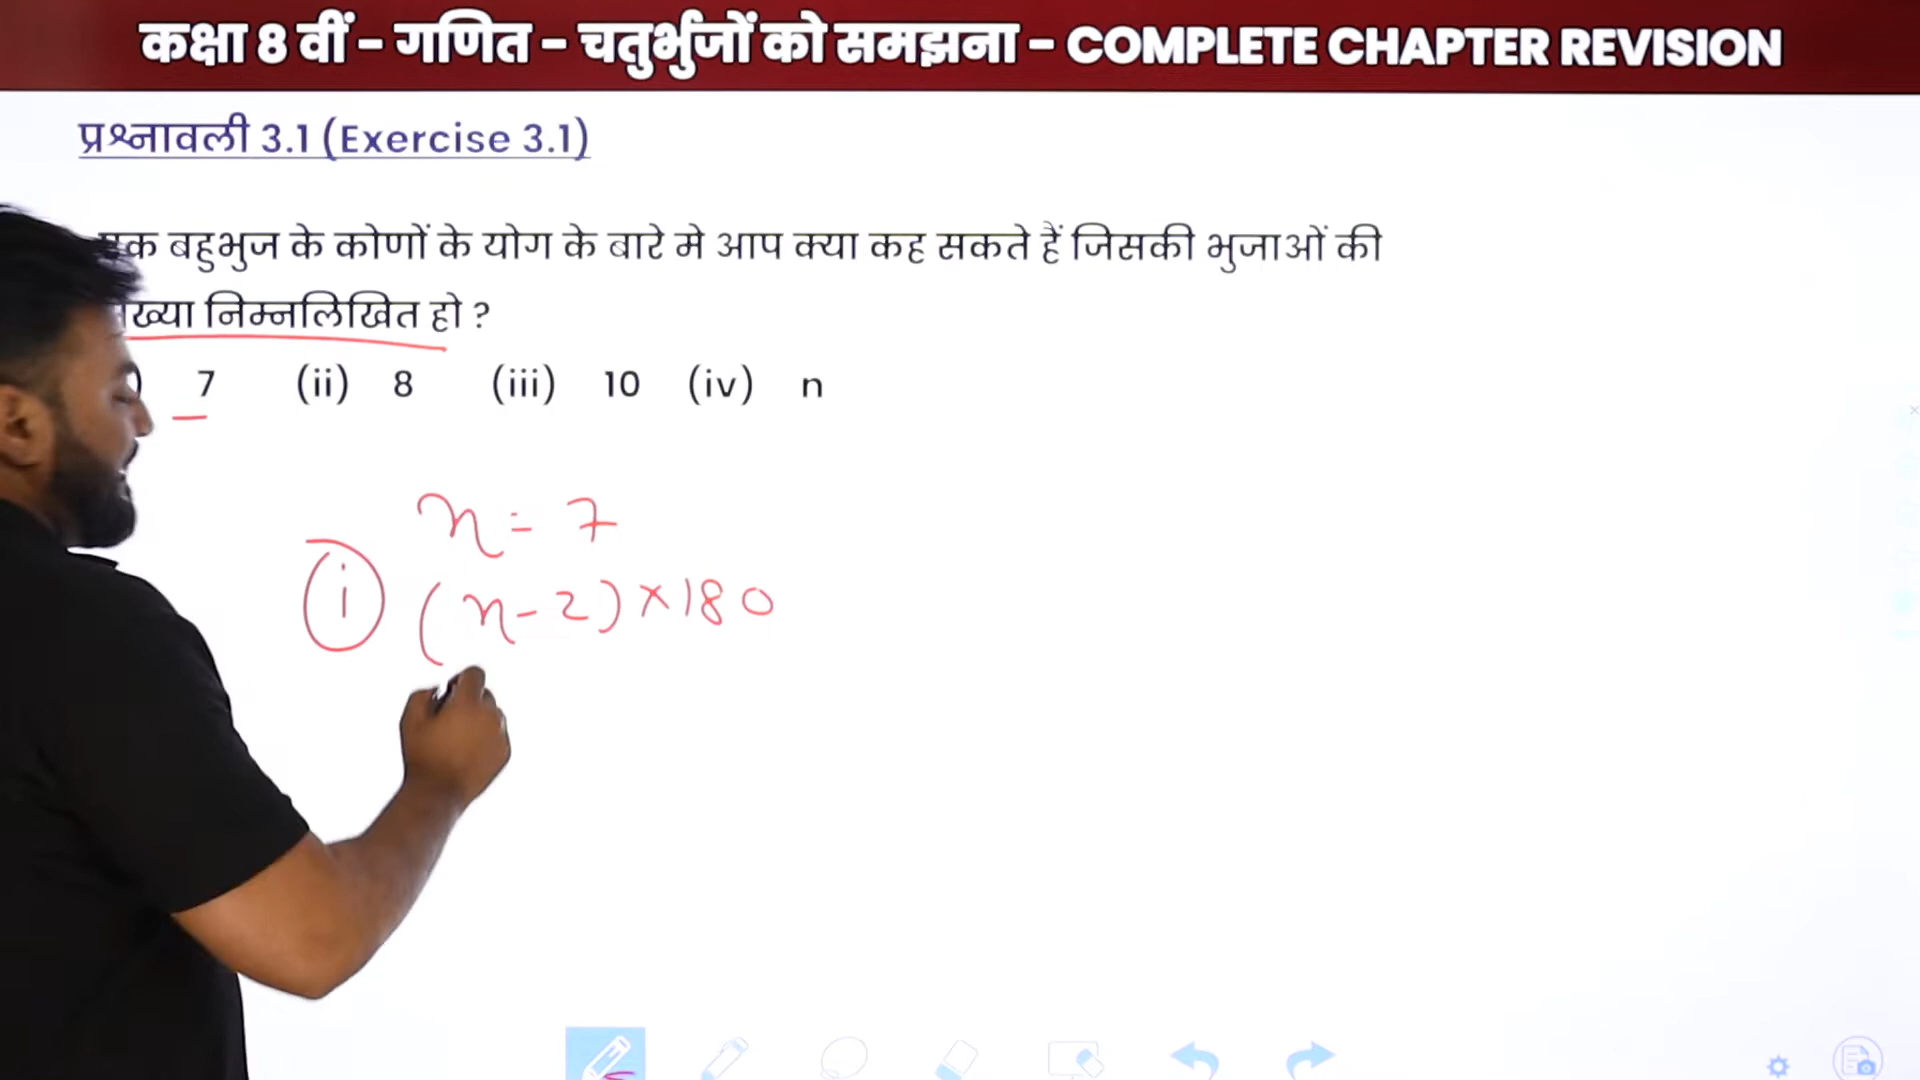 कक्षा 8 वीं – गणित – चतुर्भुजों को समझना – COMPLETE CHAPTER REVISION
प्रश्नावली 3.1 (Exercise 3.1)
बहुभुज के कोणों के योग के बारे मे आप क्या कह सकते हैं जिसकी भुजाओं की
निम्नलिखित हो ?
7 (ii) 8 (iii) 10 (iv) n
n = 7
i (n-2)×180